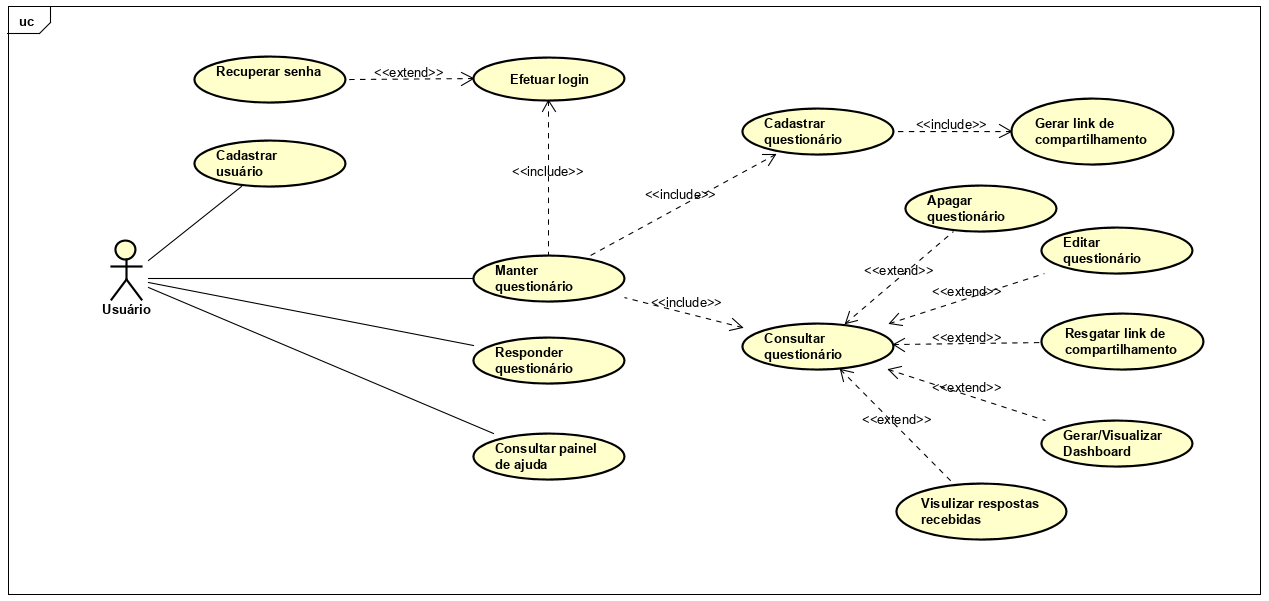 uc
Recuperar senha
<<extend>>
Efetuar login
Cadastrar
usuário
<<include>>
Cadastrar
questionário
<<include>>
Gerar link de
compartilhamento
<<include>>
Apagar
questionário
Editar
questionário
Usuário
Manter
questionário
<<extend>>
<<extend>>
<<include>>
Consultar
questionário
<<extend>>
Resgatar link de
compartilhamento
Responder
questionário
<<extend>>
<<extend>>
Gerar/Visualizar
Dashboard
Consultar painel
de ajuda
Visulizar respostas
recebidas